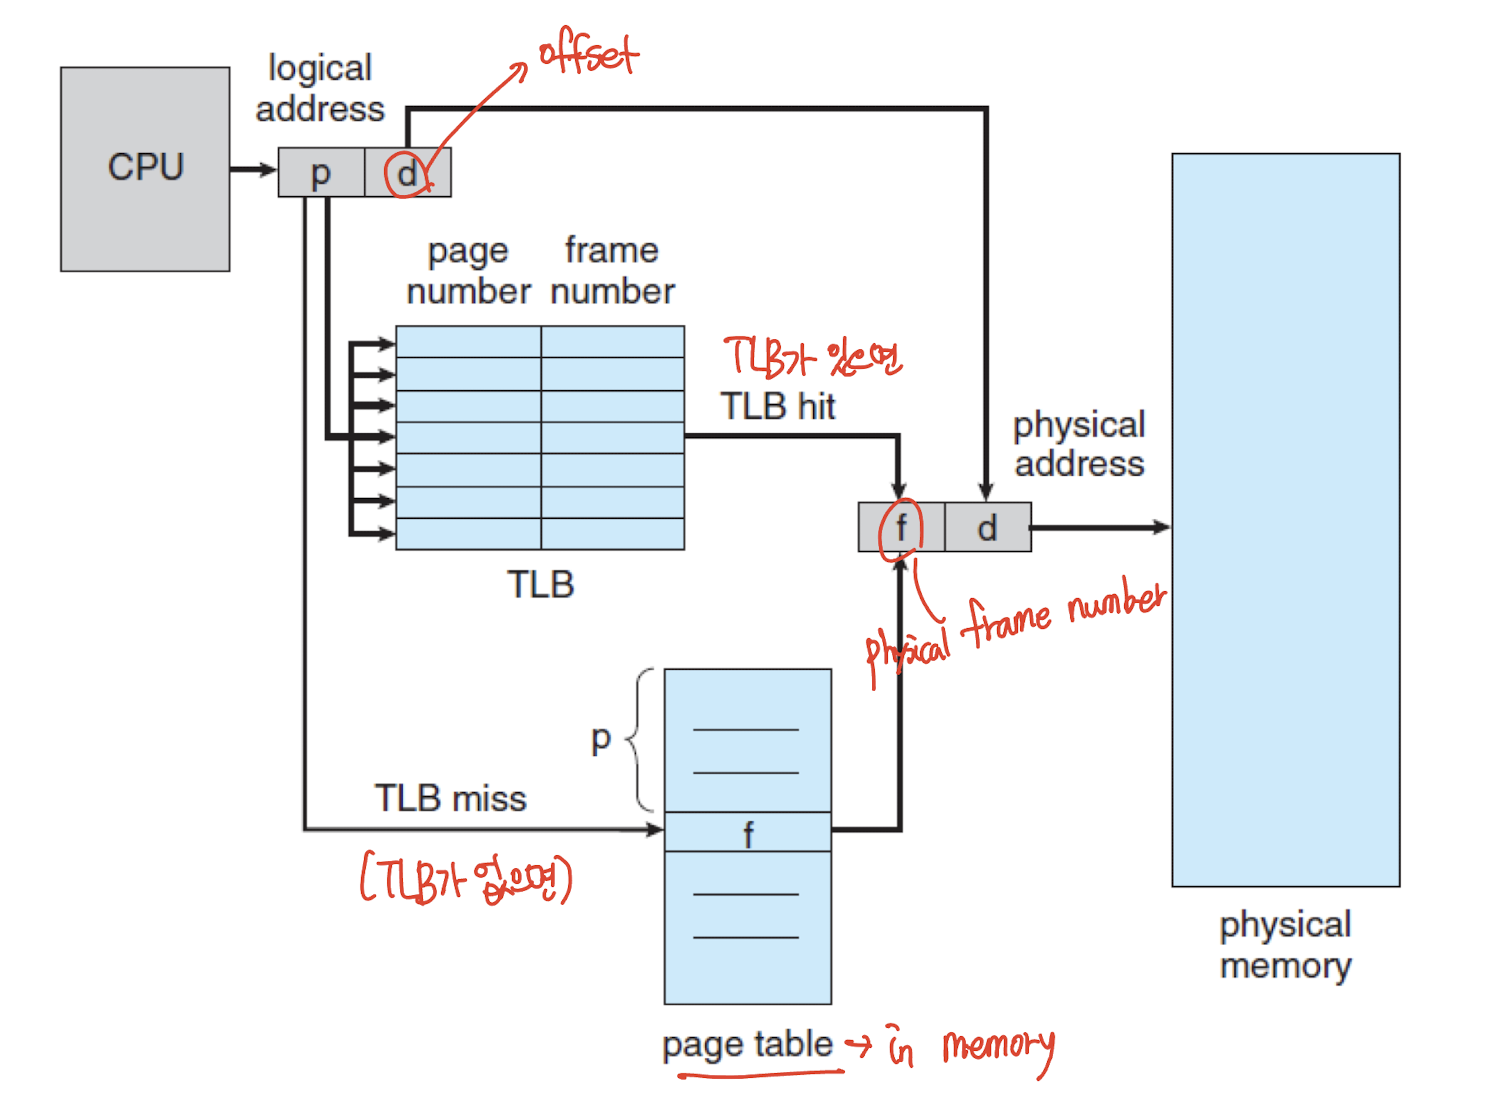 offset
logical
address
CPU
p
d
page
number
frame
number
TLB가 있으면
TLB hit
physical
address
f
d
TLB
physical frame number
p
TLB miss
f
(TLB가 없으면)
physical
memory
page table → in memory